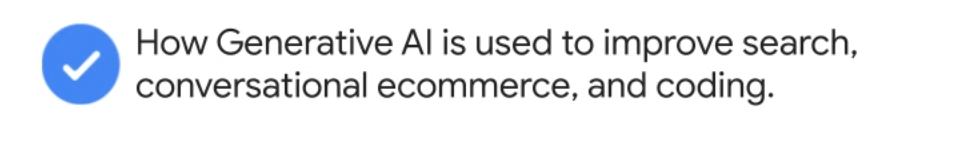 How Generative AI is used to improve search,
conversational ecommerce, and coding.